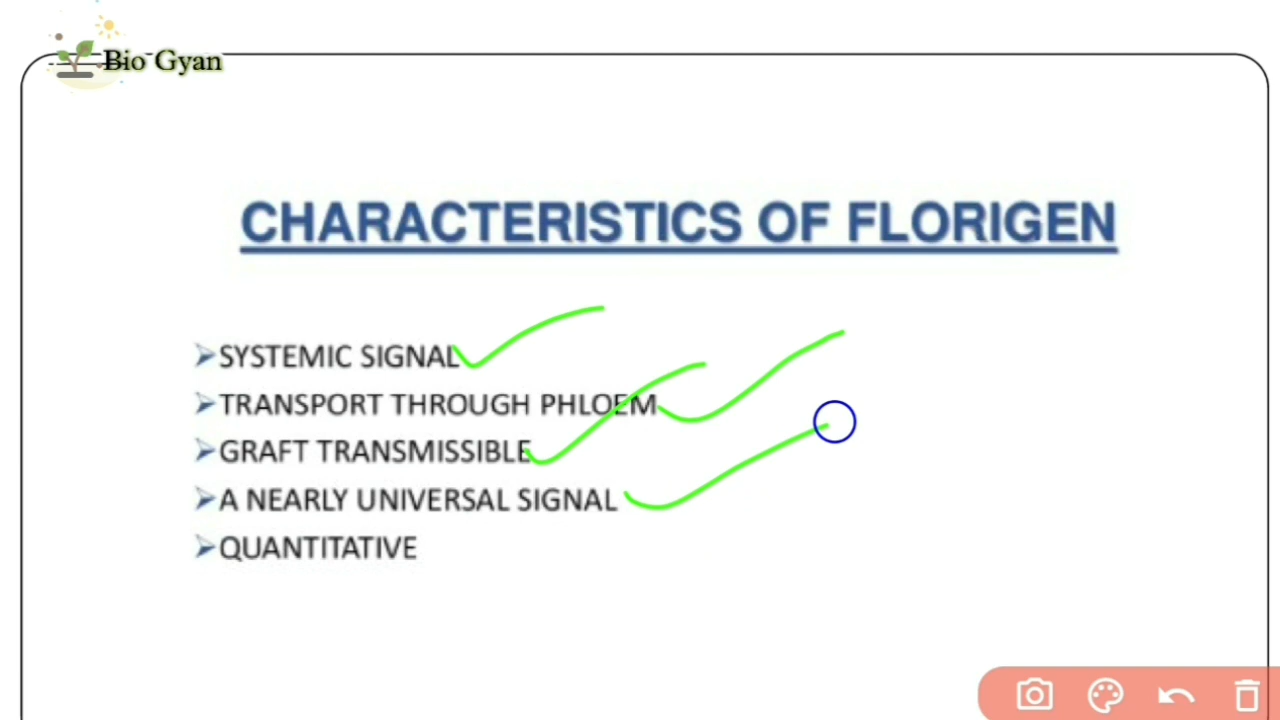 Bio Gyan
CHARACTERISTICS OF FLORIGEN
➢SYSTEMIC SIGNAL
➢TRANSPORT THROUGH PHLOEM
➢GRAFT TRANSMISSIBLE
➢A NEARLY UNIVERSAL SIGNAL
➢QUANTITATIVE